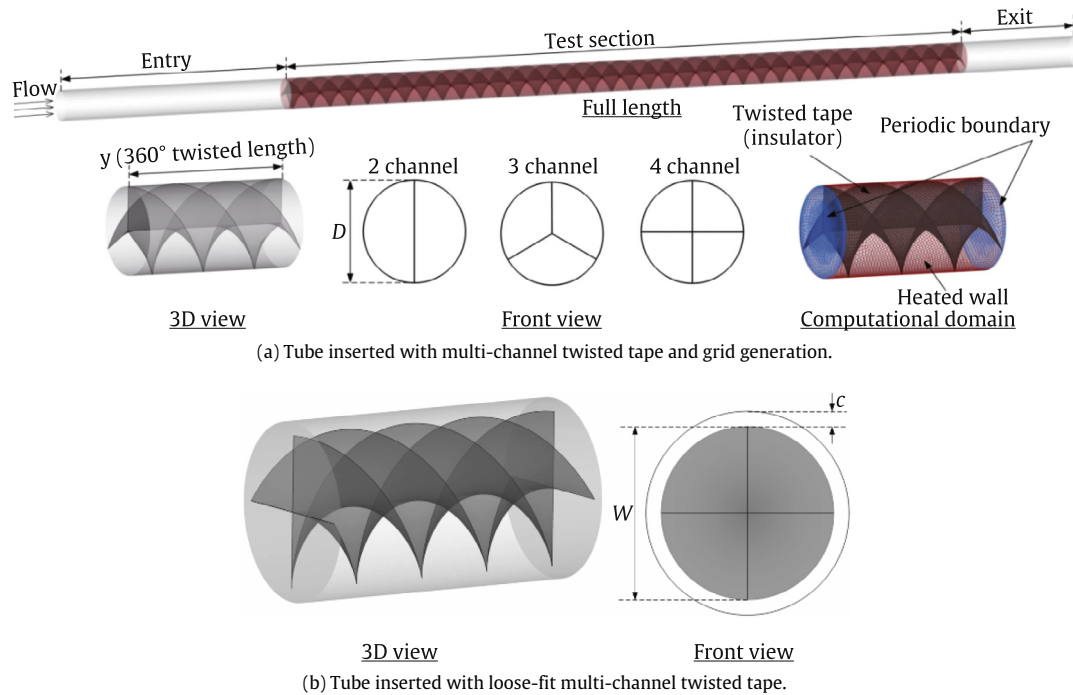 Exit
Test section
Entry
Flow
Full length
Twisted tape
(insulator)
Periodic boundary
y (360° twisted length)
2 channel
3 channel
4 channel
D
Heated wall
3D view
Front view
Computational domain
(a) Tube inserted with multi-channel twisted tape and grid generation.
c
W
3D view
Front view
(b) Tube inserted with loose-fit multi-channel twisted tape.